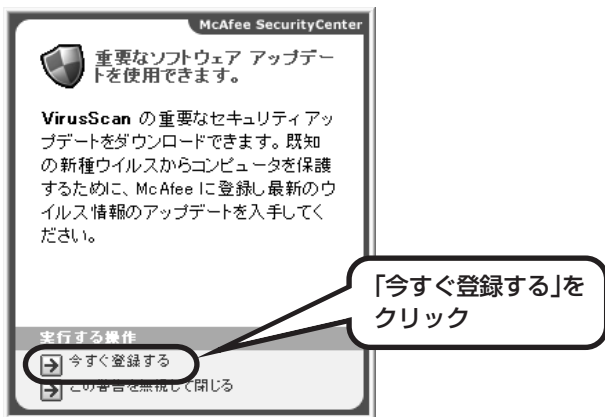 McAfee SecurityCenter
重要なソフトウェア アップデー
トを使用できます。
VirusScan の重要なセキュリティアッ
プデートをダウンロードできます。既知
の新種ウイルスからコンピュータを保護
するために、McAfee に登録し最新のウ
イルス情報のアップデートを入手してく
ださい。
「今すぐ登録する」を
クリック
実行する操作
今すぐ登録する
この警告を無視して閉じる